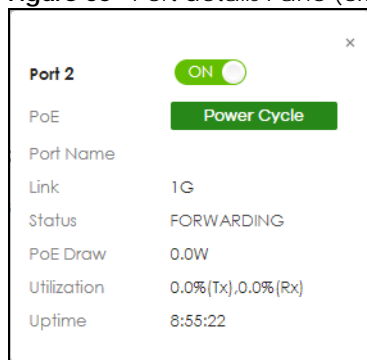 ×
Port 2 ON
PoE Power Cycle
Port Name
Link 1G
Status FORWARDING
PoE Draw 0.0W
Utilization 0.0%(Tx),0.0%(Rx)
Uptime 8:55:22